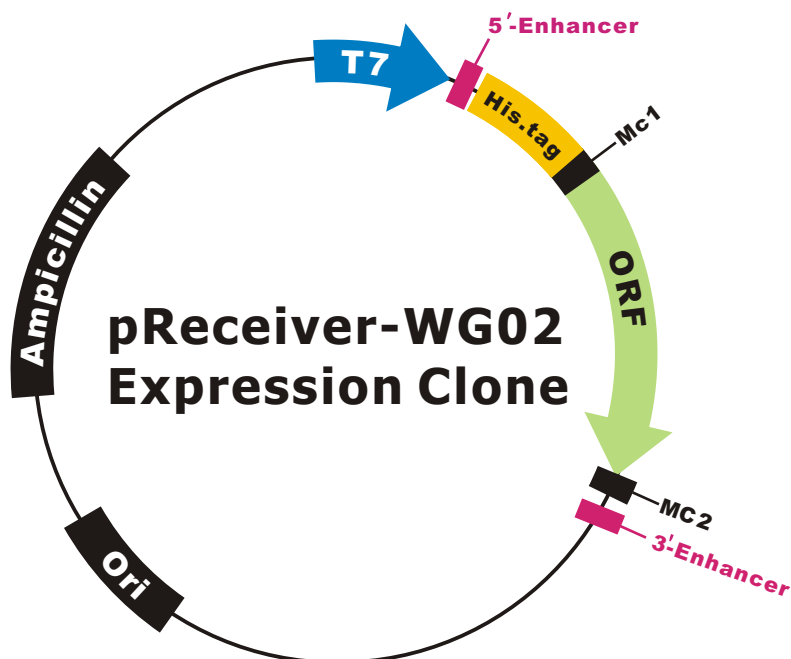 5′-Enhancer
T7
His.tag
Mc1
ORF
Ampicillin
pReceiver-WG02
Expression Clone
MC2
3′-Enhancer
Ori